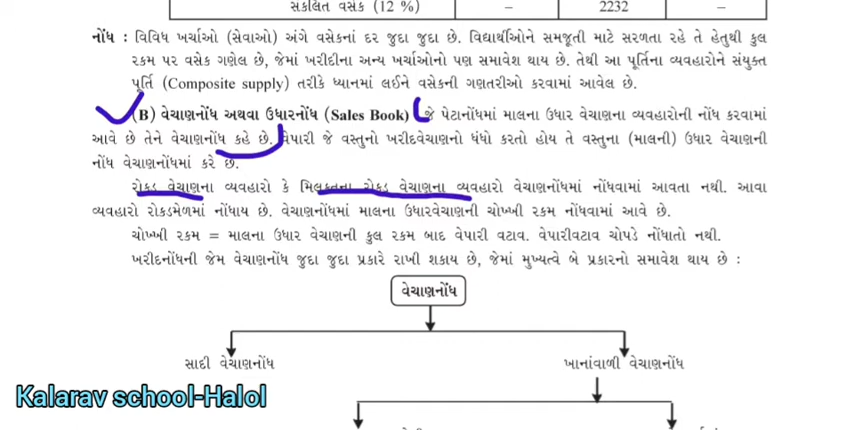 સંકલિત વસેક (12 %) – 2232 –
નોંધ : વિવિધ ખર્ચાઓ (સેવાઓ) અંગે વસેકનાં દર જુદા જુદા છે. વિદ્યાર્થીઓને સમજૂતી માટે સરળતા રહે તે હેતુથી કુલ
રકમ પર વસેક ગણેલ છે, જેમાં ખરીદીના અન્ય ખર્ચાઓનો પણ સમાવેશ થાય છે. તેથી આ પૂર્તિના વ્યવહારોને સંયુક્ત
પૂર્તિ (Composite supply) તરીકે ધ્યાનમાં લઈને વસેકની ગણતરીઓ કરવામાં આવેલ છે.
(B) વેચાણનોંધ અથવા ઉધારનોંધ (Sales Book) : જે પેટાનોંધમાં માલના ઉધાર વેચાણના વ્યવહારોની નોંધ કરવામાં
આવે છે તેને વેચાણનોંધ કહે છે. વેપારી જે વસ્તુનો ખરીદવેચાણનો ધંધો કરતો હોય તે વસ્તુના (માલની) ઉધાર વેચાણની
નોંધ વેચાણનોંધમાં કરે છે.
રોકડ વેચાણના વ્યવહારો કે મિલકતના રોકડ વેચાણના વ્યવહારો વેચાણનોંધમાં નોંધવામાં આવતા નથી. આવા
વ્યવહારો રોકડમેળમાં નોંધાય છે. વેચાણનોંધમાં માલના ઉધારવેચાણની ચોખ્ખી રકમ નોંધવામાં આવે છે.
ચોખ્ખી રકમ = માલના ઉધાર વેચાણની કુલ રકમ બાદ વેપારી વટાવ. વેપારીવટાવ ચોપડે નોંધાતો નથી.
ખરીદનોંધની જેમ વેચાણનોંધ જુદા જુદા પ્રકારે રાખી શકાય છે, જેમાં મુખ્યત્વે બે પ્રકારનો સમાવેશ થાય છે :
વેચાણનોંધ
સાદી વેચાણનોંધ ખાનાંવાળી વેચાણનોંધ
Kalarav school-Halol